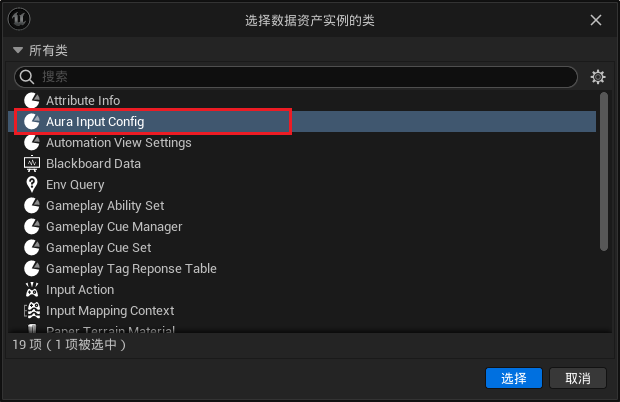 选择数据资产实例的类
所有类
搜索
Attribute Info
Aura Input Config
Automation View Settings
Blackboard Data
Env Query
Gameplay Ability Set
Gameplay Cue Manager
Gameplay Cue Set
Gameplay Tag Reponse Table
Input Action
Input Mapping Context
Paper Terrain Material
19 项（1 项被选中）
选择
取消